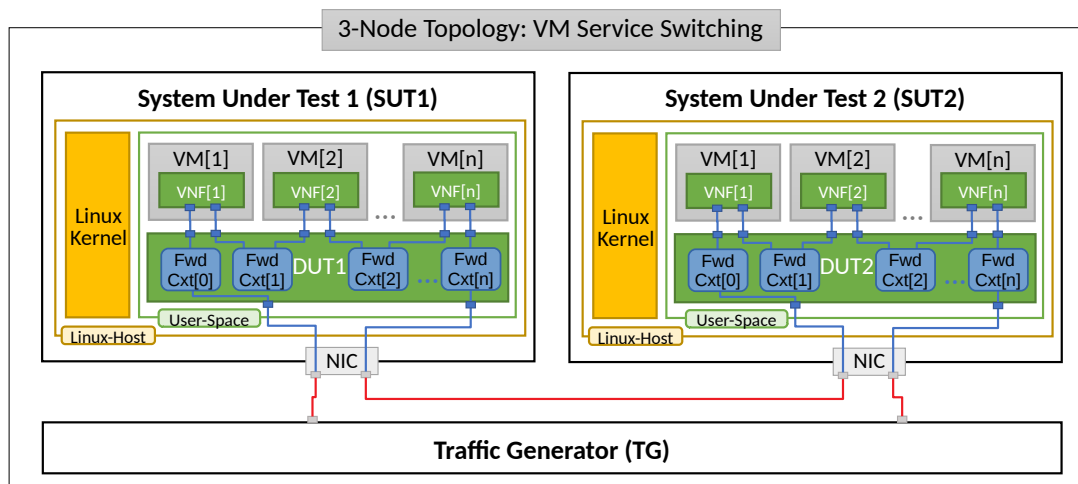 3-Node Topology: VM Service Switching
System Under Test 1 (SUT1)
Linux
Kernel
VM[1]
VNF[1]
VM[2]
VNF[2]
...
VM[n]
VNF[n]
DUT1
Fwd
Cxt[0]
Fwd
Cxt[1]
Fwd
Cxt[2]
...
Fwd
Cxt[n]
User-Space
Linux-Host
NIC
System Under Test 2 (SUT2)
Linux
Kernel
VM[1]
VNF[1]
VM[2]
VNF[2]
...
VM[n]
VNF[n]
DUT2
Fwd
Cxt[0]
Fwd
Cxt[1]
Fwd
Cxt[2]
...
Fwd
Cxt[n]
User-Space
Linux-Host
NIC
Traffic Generator (TG)